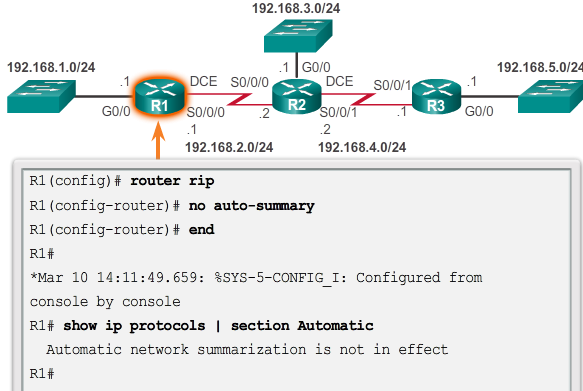 192.168.3.0/24
192.168.1.0/24
.1
G0/0
192.168.5.0/24
.1
DCE
S0/0/0
DCE
S0/0/1
.1
R1
R2
R3
G0/0
S0/0/0
.2
S0/0/1
.1
G0/0
.1
.2
192.168.2.0/24
192.168.4.0/24
R1(config)# router rip
R1(config-router)# no auto-summary
R1(config-router)# end
R1#
*Mar 10 14:11:49.659: %SYS-5-CONFIG_I: Configured from
console by console
R1# show ip protocols | section Automatic
Automatic network summarization is not in effect
R1#